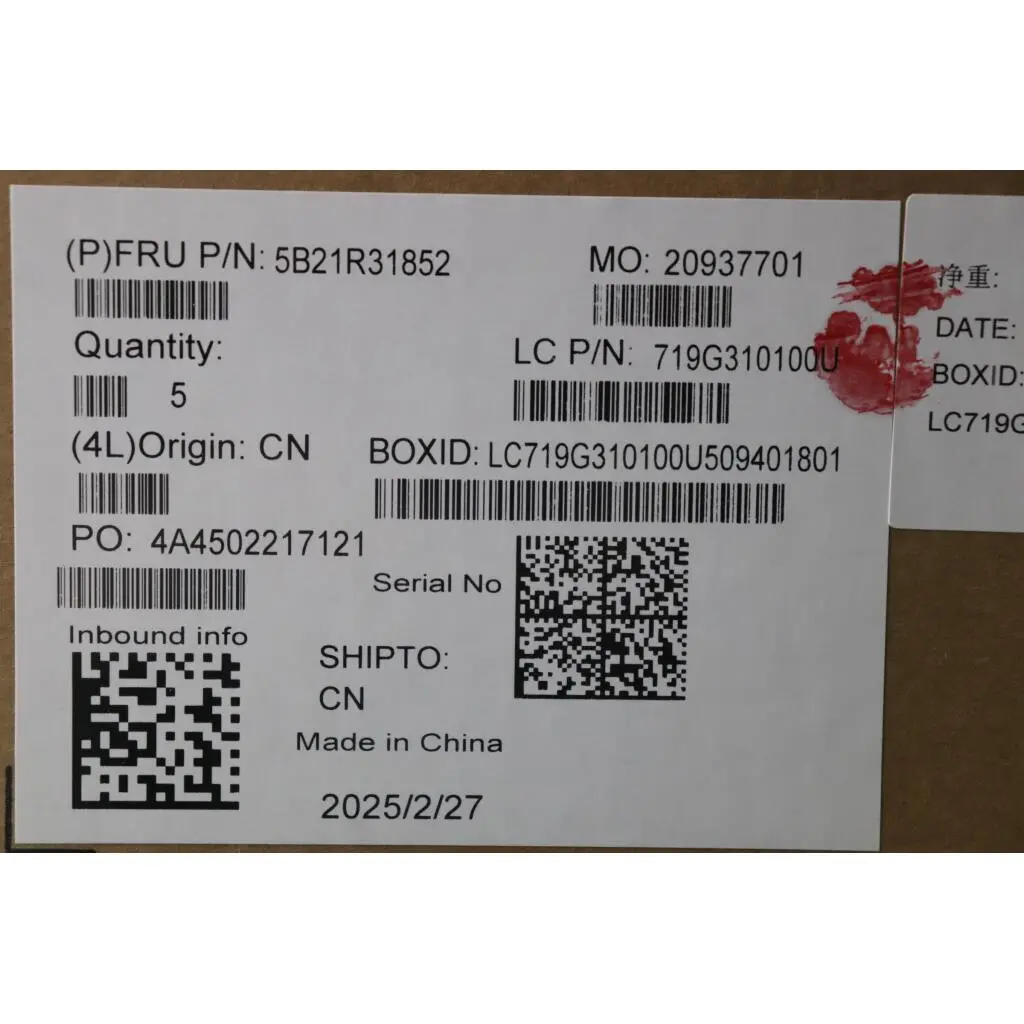 (P)FRU P/N: 5B21R31852
MO: 20937701
Quantity:
5
LC P/N: 719G310100U
(4L)Origin: CN
BOXID: LC719G310100U509401801
PO: 4A4502217121
Serial No
Inbound info
SHIPTO:
CN
Made in China
2025/2/27
净重:
DATE:
BOXID:
LC719G